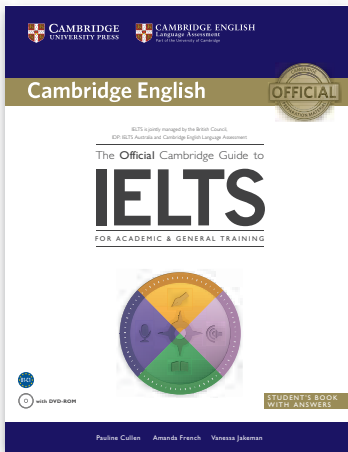 CAMBRIDGE
UNIVERSITY PRESS
CAMBRIDGE ENGLISH
Language Assessment
Part of the University of Cambridge
Cambridge English
OFFICIAL
IELTS is jointly managed by the British Council,
IDP: IELTS Australia and Cambridge English Language Assessment
The Official Cambridge Guide to
IELTS
FOR ACADEMIC & GENERAL TRAINING
with DVD-ROM
STUDENT'S BOOK
WITH ANSWERS
Pauline Cullen Amanda French Vanessa Jakeman